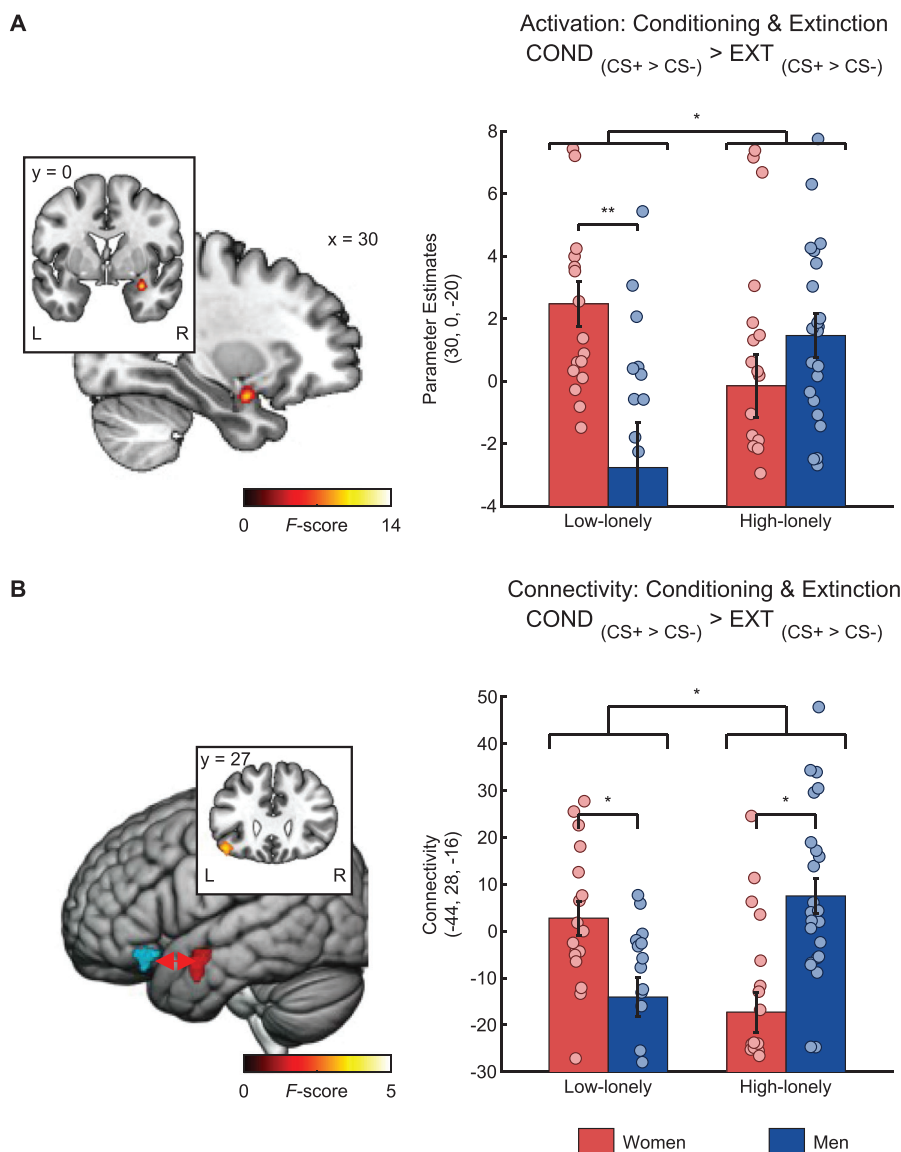 A
Activation: Conditioning & Extinction
COND (CS+ > CS-) > EXT (CS+ > CS-)
y = 0
L R
x = 30
0 F-score 14
Parameter Estimates
(30, 0, -20)
8
6
4
2
0
-2
-4
*
**
Low-lonely High-lonely
B
Connectivity: Conditioning & Extinction
COND (CS+ > CS-) > EXT (CS+ > CS-)
y = 27
L R
0 F-score 5
Connectivity
(-44, 28, -16)
50
40
30
20
10
0
-10
-20
-30
*
* *
Low-lonely High-lonely
Women Men